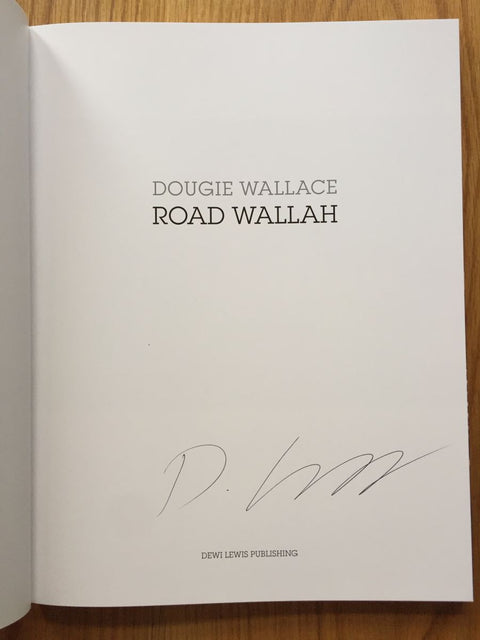 DOUGIE WALLACE
ROAD WALLAH
D.
DEWI LEWIS PUBLISHING